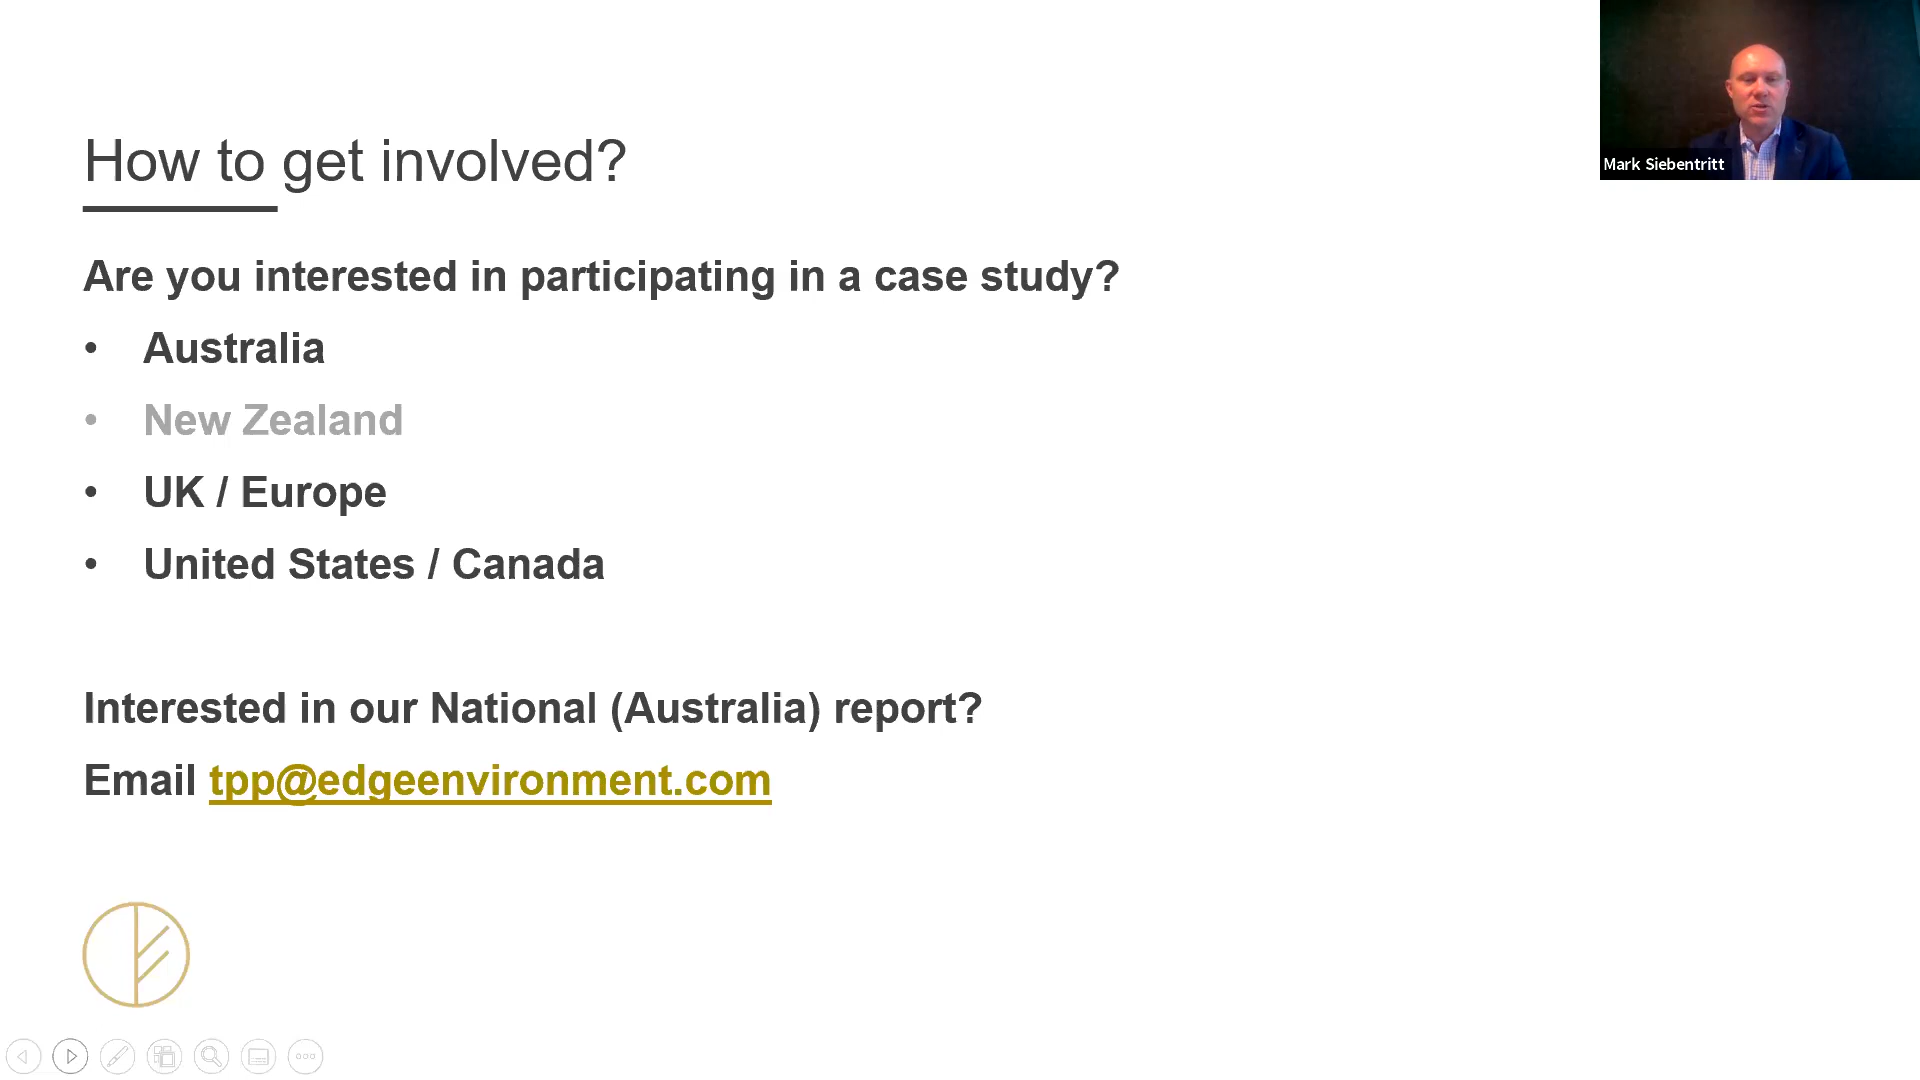 How to get involved?
Are you interested in participating in a case study?
• Australia
• New Zealand
• UK / Europe
• United States / Canada
Interested in our National (Australia) report?
Email tpp@edgeenvironment.com
Mark Siebentritt